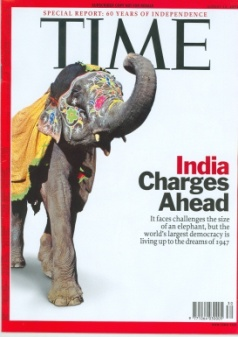 SPECIAL REPORT: 60 YEARS OF INDEPENDENCE
TIME
India
Charges
Ahead
It faces challenges the size
of an elephant, but the
world's largest democracy is
living up to the dreams of 1947